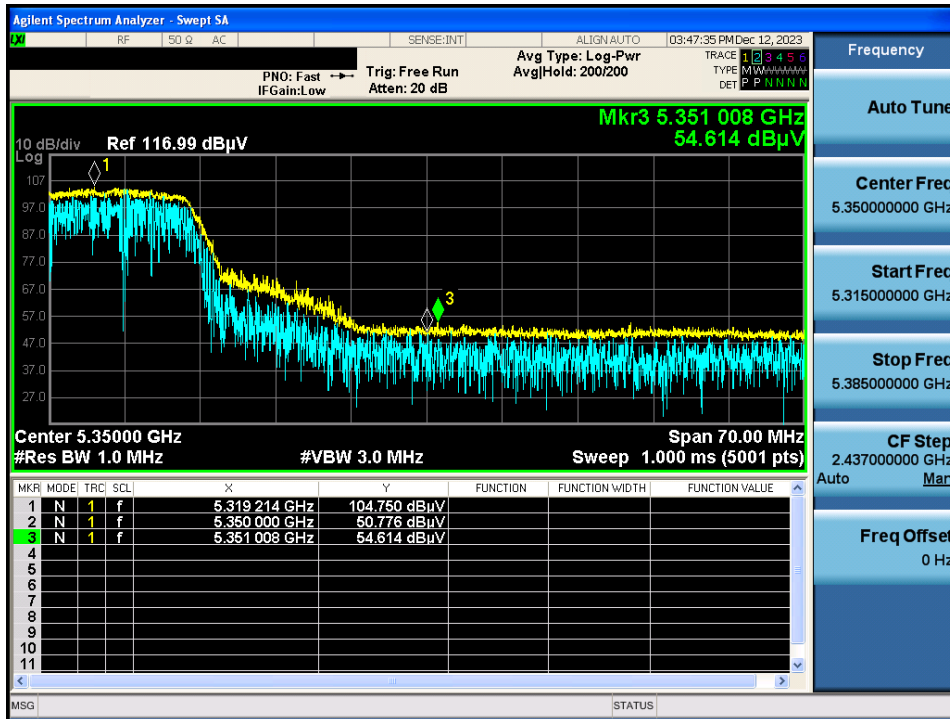 Agilent Spectrum Analyzer - Swept SA
LXI RF 50 Ω AC SENSE:INT ALIGN AUTO 03:47:35 PM Dec 12, 2023
PNO: Fast
IFGain:Low
Trig: Free Run
Atten: 20 dB
Avg Type: Log-Pwr
Avg|Hold: 200/200
TRACE 1 2 3 4 5 6
TYPE M W W W W W
DET P P N N N N
Mkr3 5.351 008 GHz
54.614 dBµV
10 dB/div Ref 116.99 dBµV
Log
107
97.0
87.0
77.0
67.0
57.0
47.0
37.0
27.0
1
3
Center 5.35000 GHz Span 70.00 MHz
#Res BW 1.0 MHz #VBW 3.0 MHz Sweep 1.000 ms (5001 pts)
MKR MODE TRC SCL X Y FUNCTION FUNCTION WIDTH FUNCTION VALUE
1 N 1 f 5.319 214 GHz 104.750 dBµV
2 N 1 f 5.350 000 GHz 50.776 dBµV
3 N 1 f 5.351 008 GHz 54.614 dBµV
4
5
6
7
8
9
10
11
MSG STATUS
Frequency
Auto Tune
Center Freq
5.350000000 GHz
Start Freq
5.315000000 GHz
Stop Freq
5.385000000 GHz
CF Step
2.437000000 GHz
Auto Man
Freq Offset
0 Hz